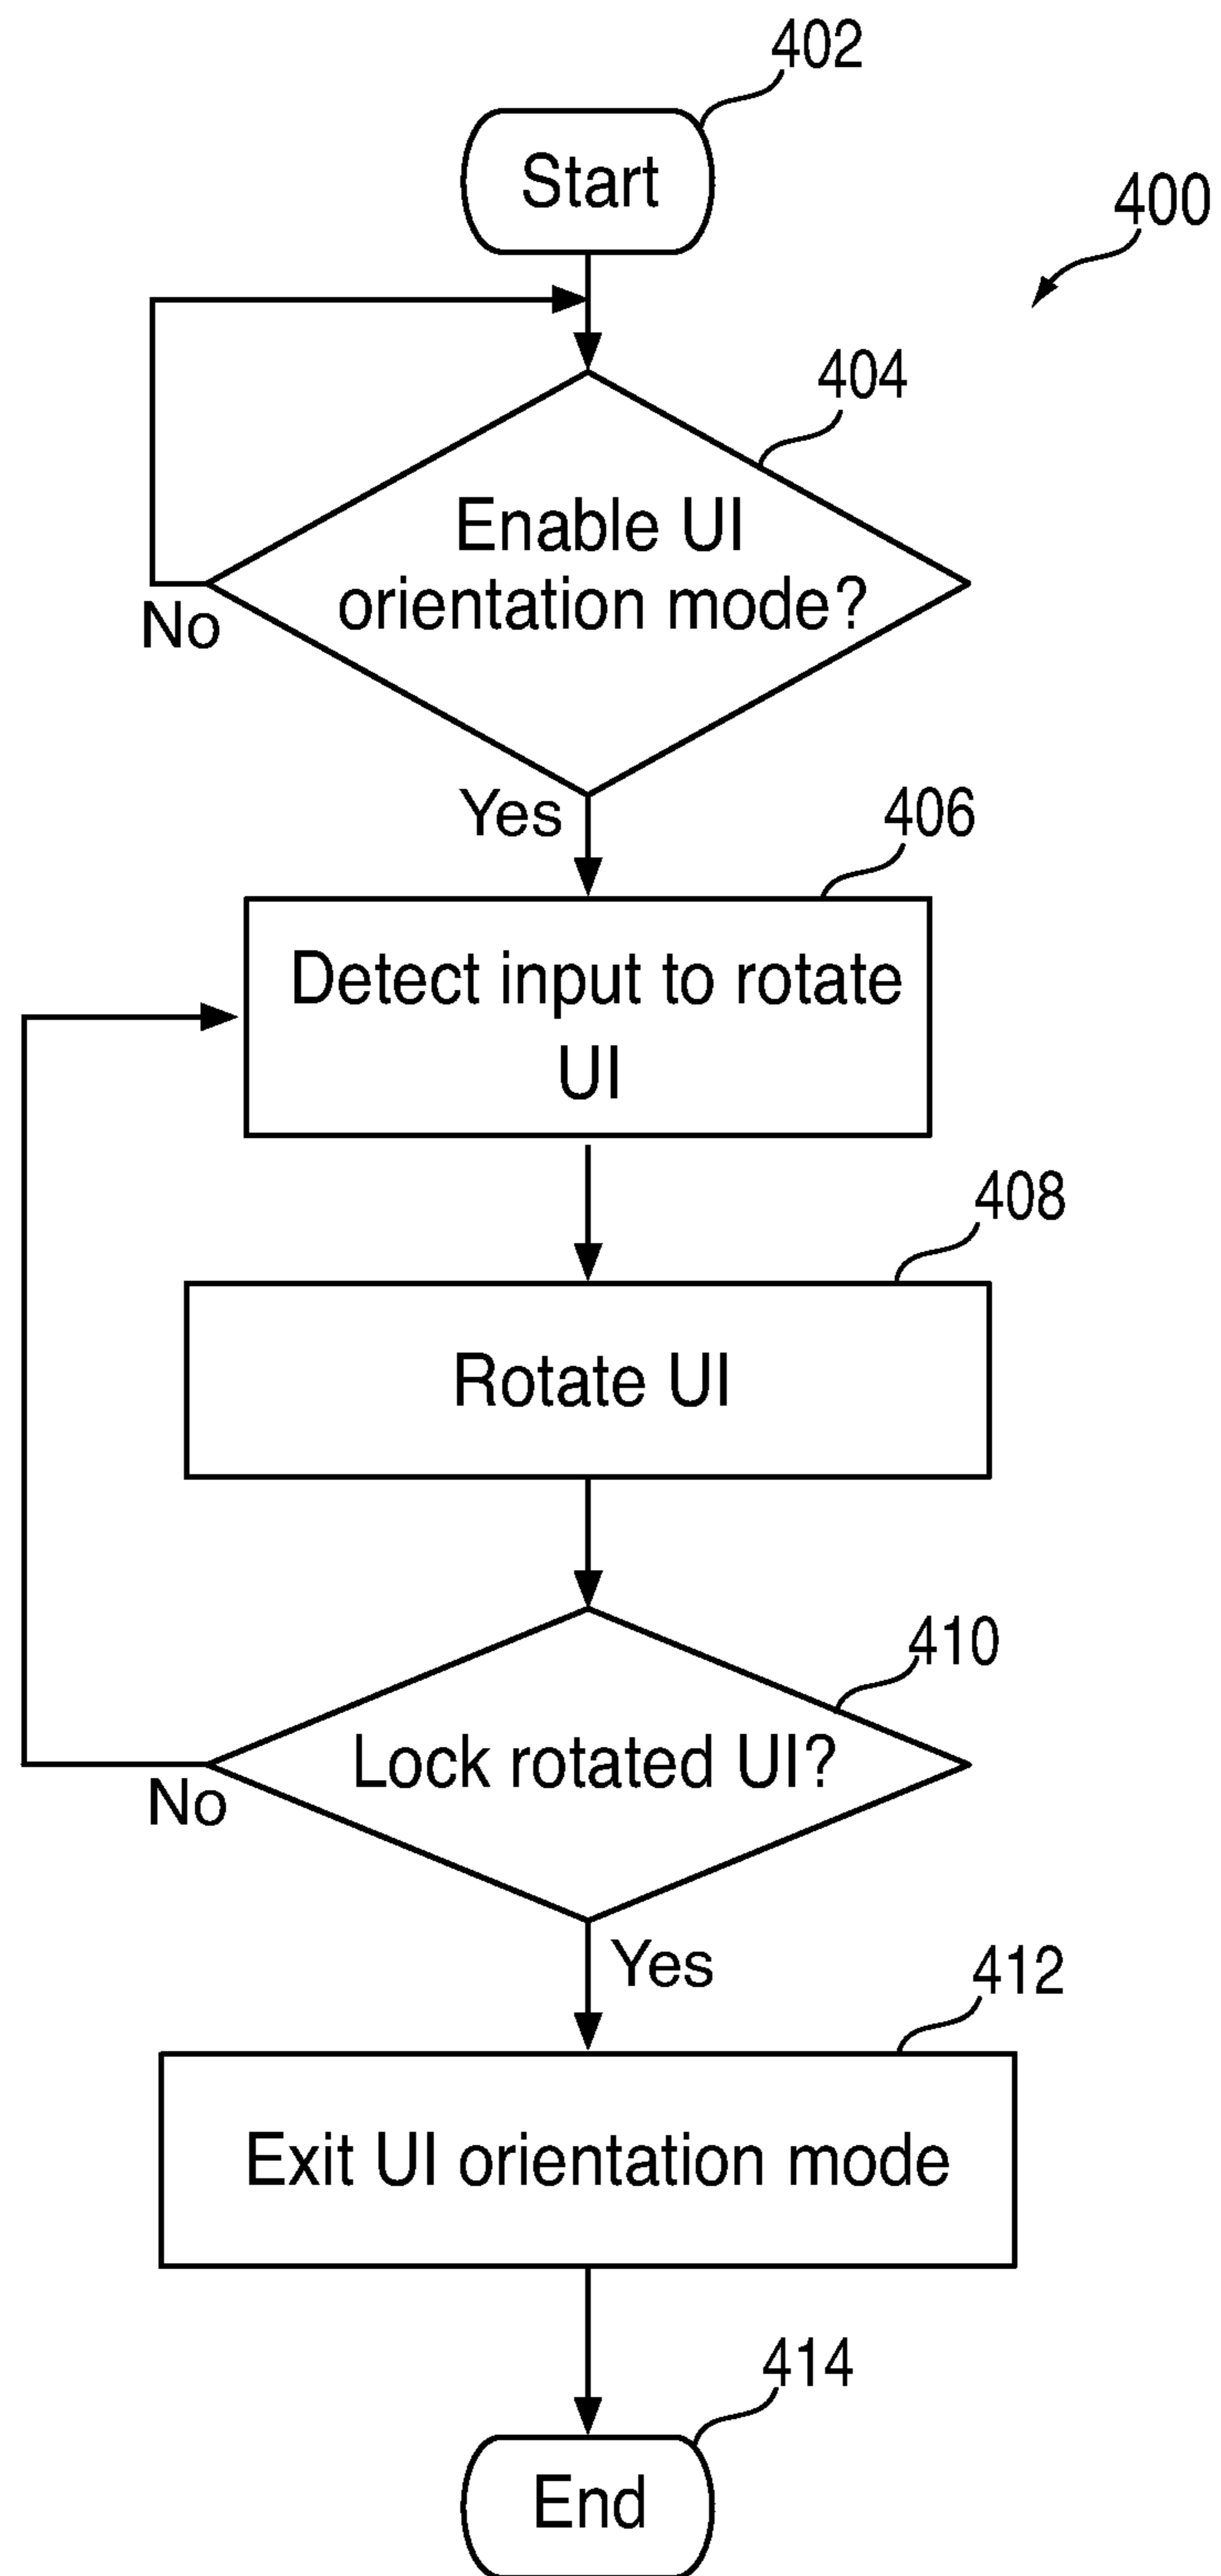 402
Start
400
404
Enable UI
orientation mode?
No
Yes
406
Detect input to rotate
UI
408
Rotate UI
410
Lock rotated UI?
No
Yes
412
Exit UI orientation mode
414
End